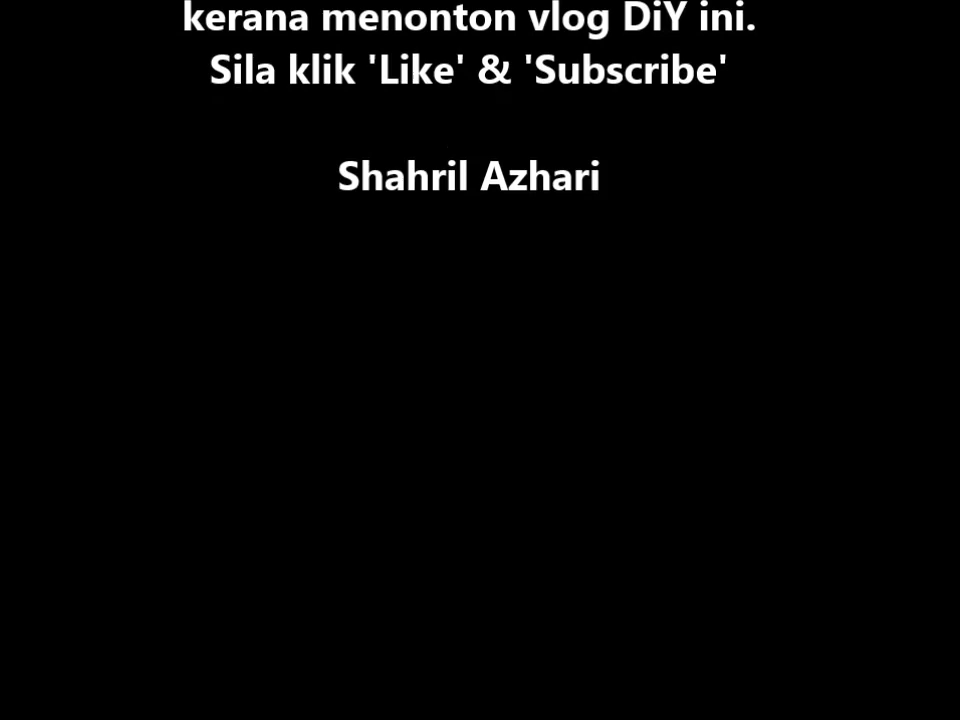 kerana menonton vlog DiY ini.
Sila klik 'Like' & 'Subscribe'
Shahril Azhari